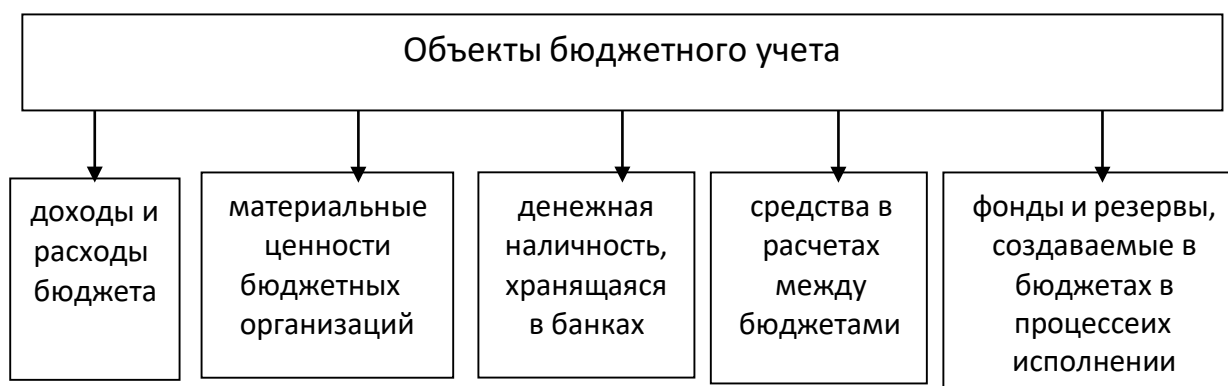 Объекты бюджетного учета
доходы и
расходы
бюджета
материальные
ценности
бюджетных
организаций
денежная
наличность,
хранящаяся
в банках
средства в
расчетах
между
бюджетами
фонды и резервы,
создаваемые в
бюджетах в
процессеих
исполнении